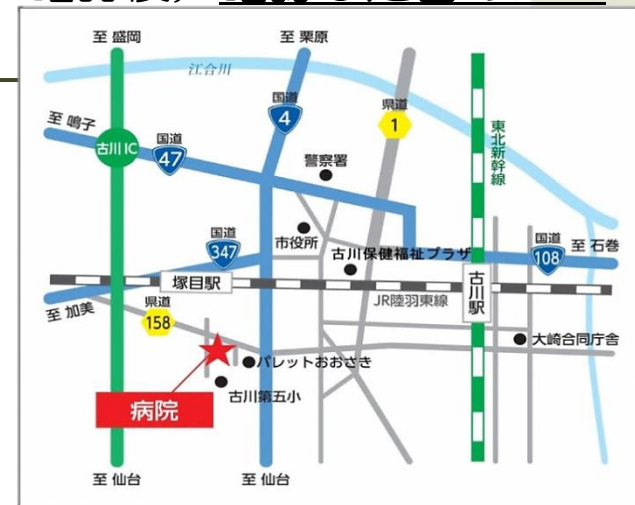 至 盛岡
至 栗原
江合川
国道
4
県道
1
至 鳴子
国道
47
古川 IC
警察署
東北新幹線
国道
347
市役所
古川保健福祉プラザ
国道
108
至 石巻
塚目駅
古川駅
JR陸羽東線
至 加美
県道
158
大崎合同庁舎
パレットおおさき
古川第五小
病院
至 仙台
至 仙台